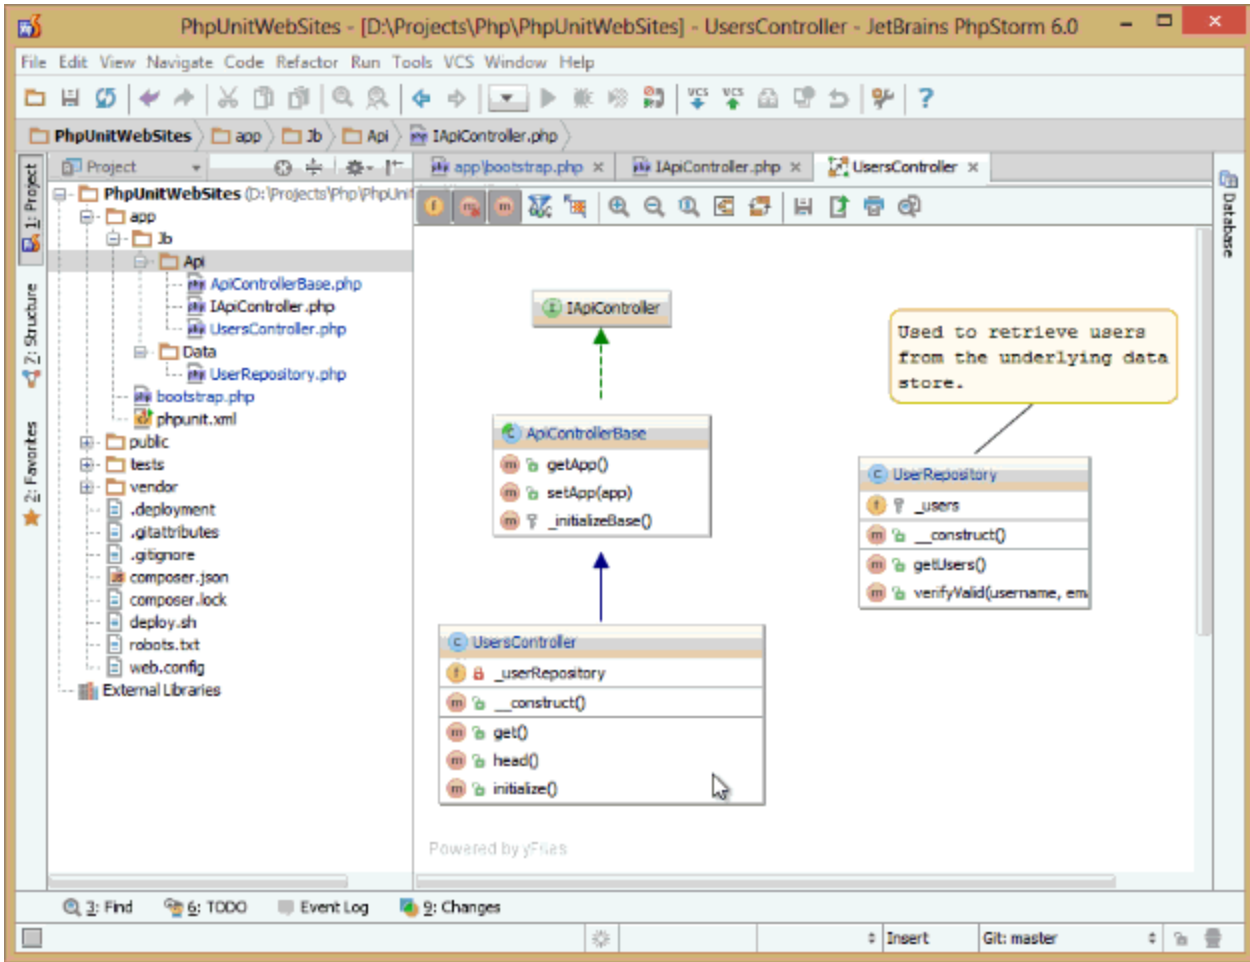 PhpUnitWebSites - [D:\Projects\Php\PhpUnitWebSites] - UsersController - JetBrains PhpStorm 6.0
File Edit View Navigate Code Refactor Run Tools VCS Window Help
VCS VCS
PhpUnitWebSites app Jb Api IApiController.php
1: Project
7: Structure
2: Favorites
Project
PhpUnitWebSites (D:\Projects\Php\PhpUnit
app
Jb
Api
ApiControllerBase.php
IApiController.php
UsersController.php
Data
UserRepository.php
bootstrap.php
phpunit.xml
public
tests
vendor
.deployment
.gitattributes
.gitignore
composer.json
composer.lock
deploy.sh
robots.txt
web.config
External Libraries
app\bootstrap.php IApiController.php UsersController
IApiController
ApiControllerBase
getApp()
setApp(app)
_initializeBase()
UsersController
_userRepository
__construct()
get()
head()
initialize()
Used to retrieve users
from the underlying data
store.
UserRepository
_users
__construct()
getUsers()
verifyValid(username, ema
Powered by yFiles
Database
3: Find 6: TODO Event Log 9: Changes
Insert Git: master